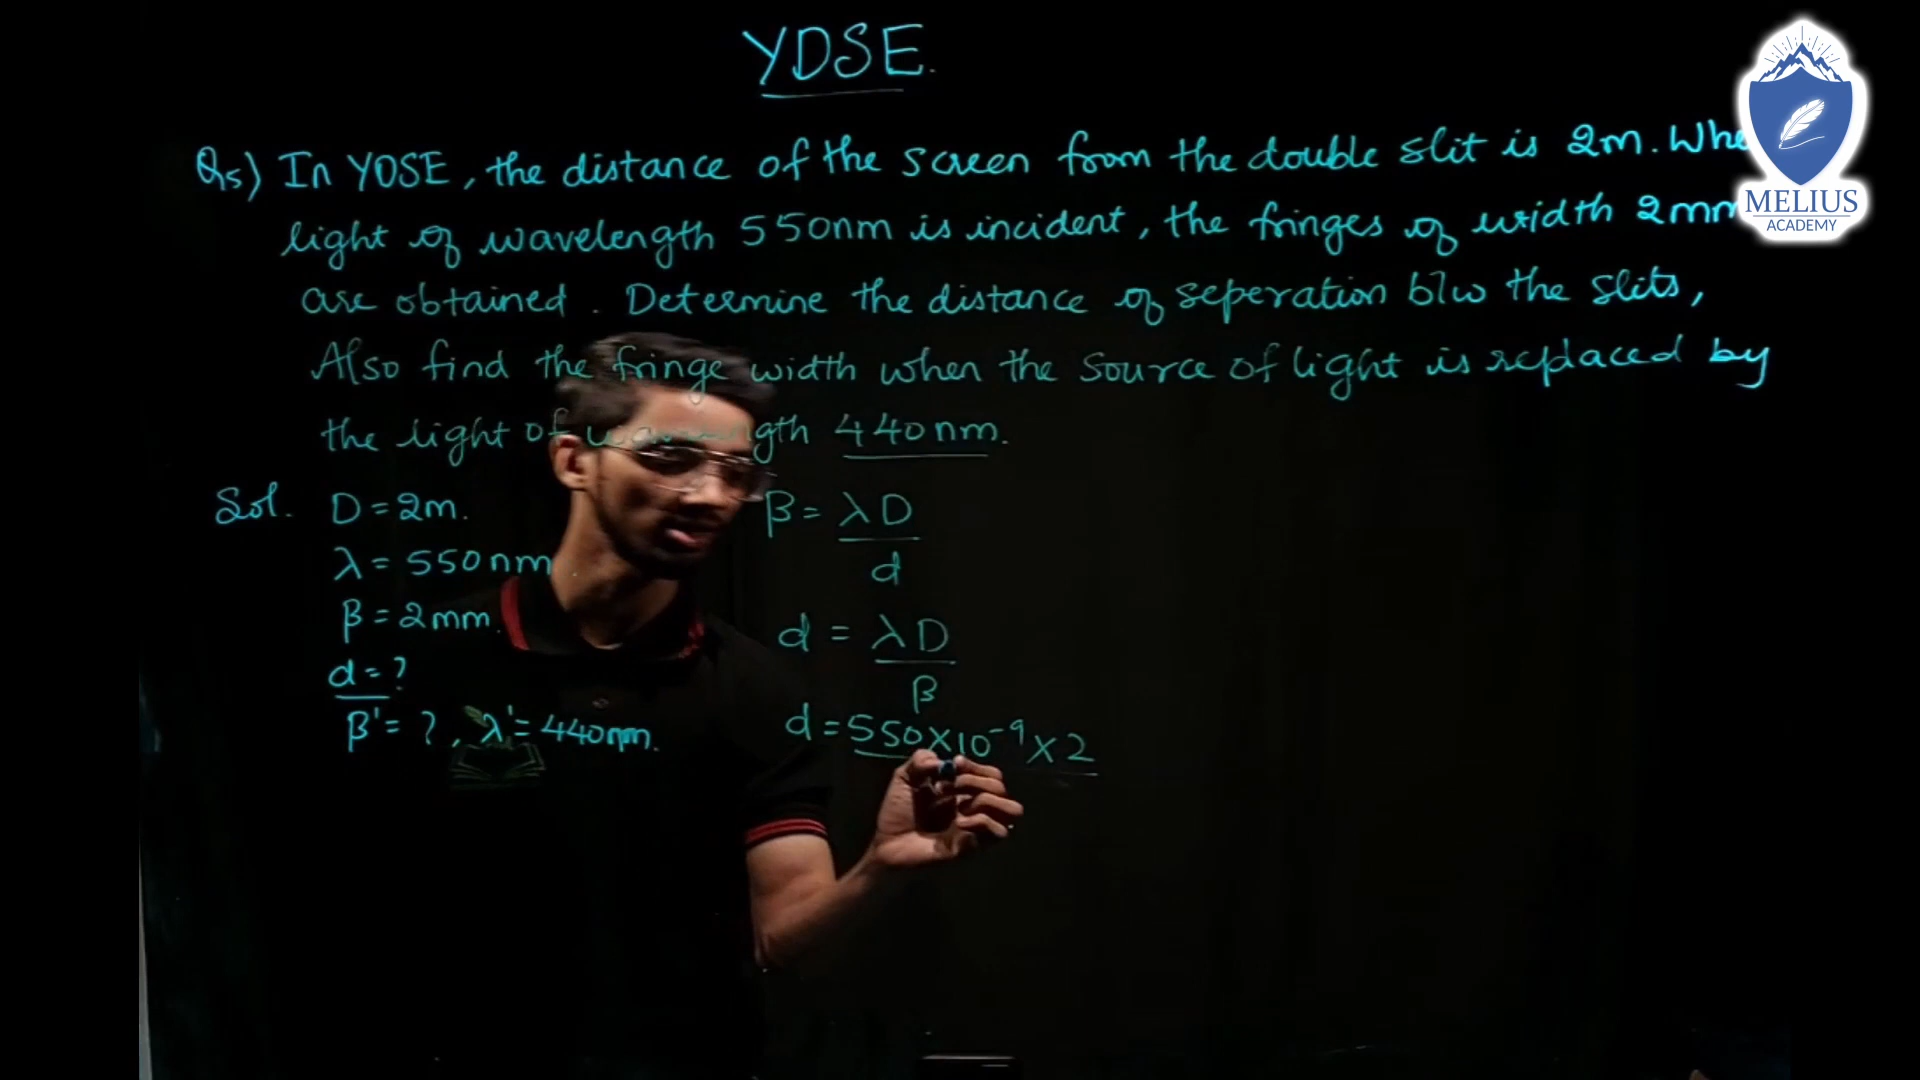 YDSE.
Q5) In YDSE, the distance of the screen from the double slit is 2m. Whe
light of wavelength 550nm is incident, the fringes of width 2mm
are obtained. Determine the distance of seperation b/w the slits,
Also find the fringe width when the source of light is replaced by
the light of wavelength 440nm.
Sol. D = 2m.
λ = 550nm
β = 2mm.
d = ?
β' = ?, λ' = 440nm.
β = λD/d
d = λD/β
d = 550×10⁻⁹×2
MELIUS
ACADEMY